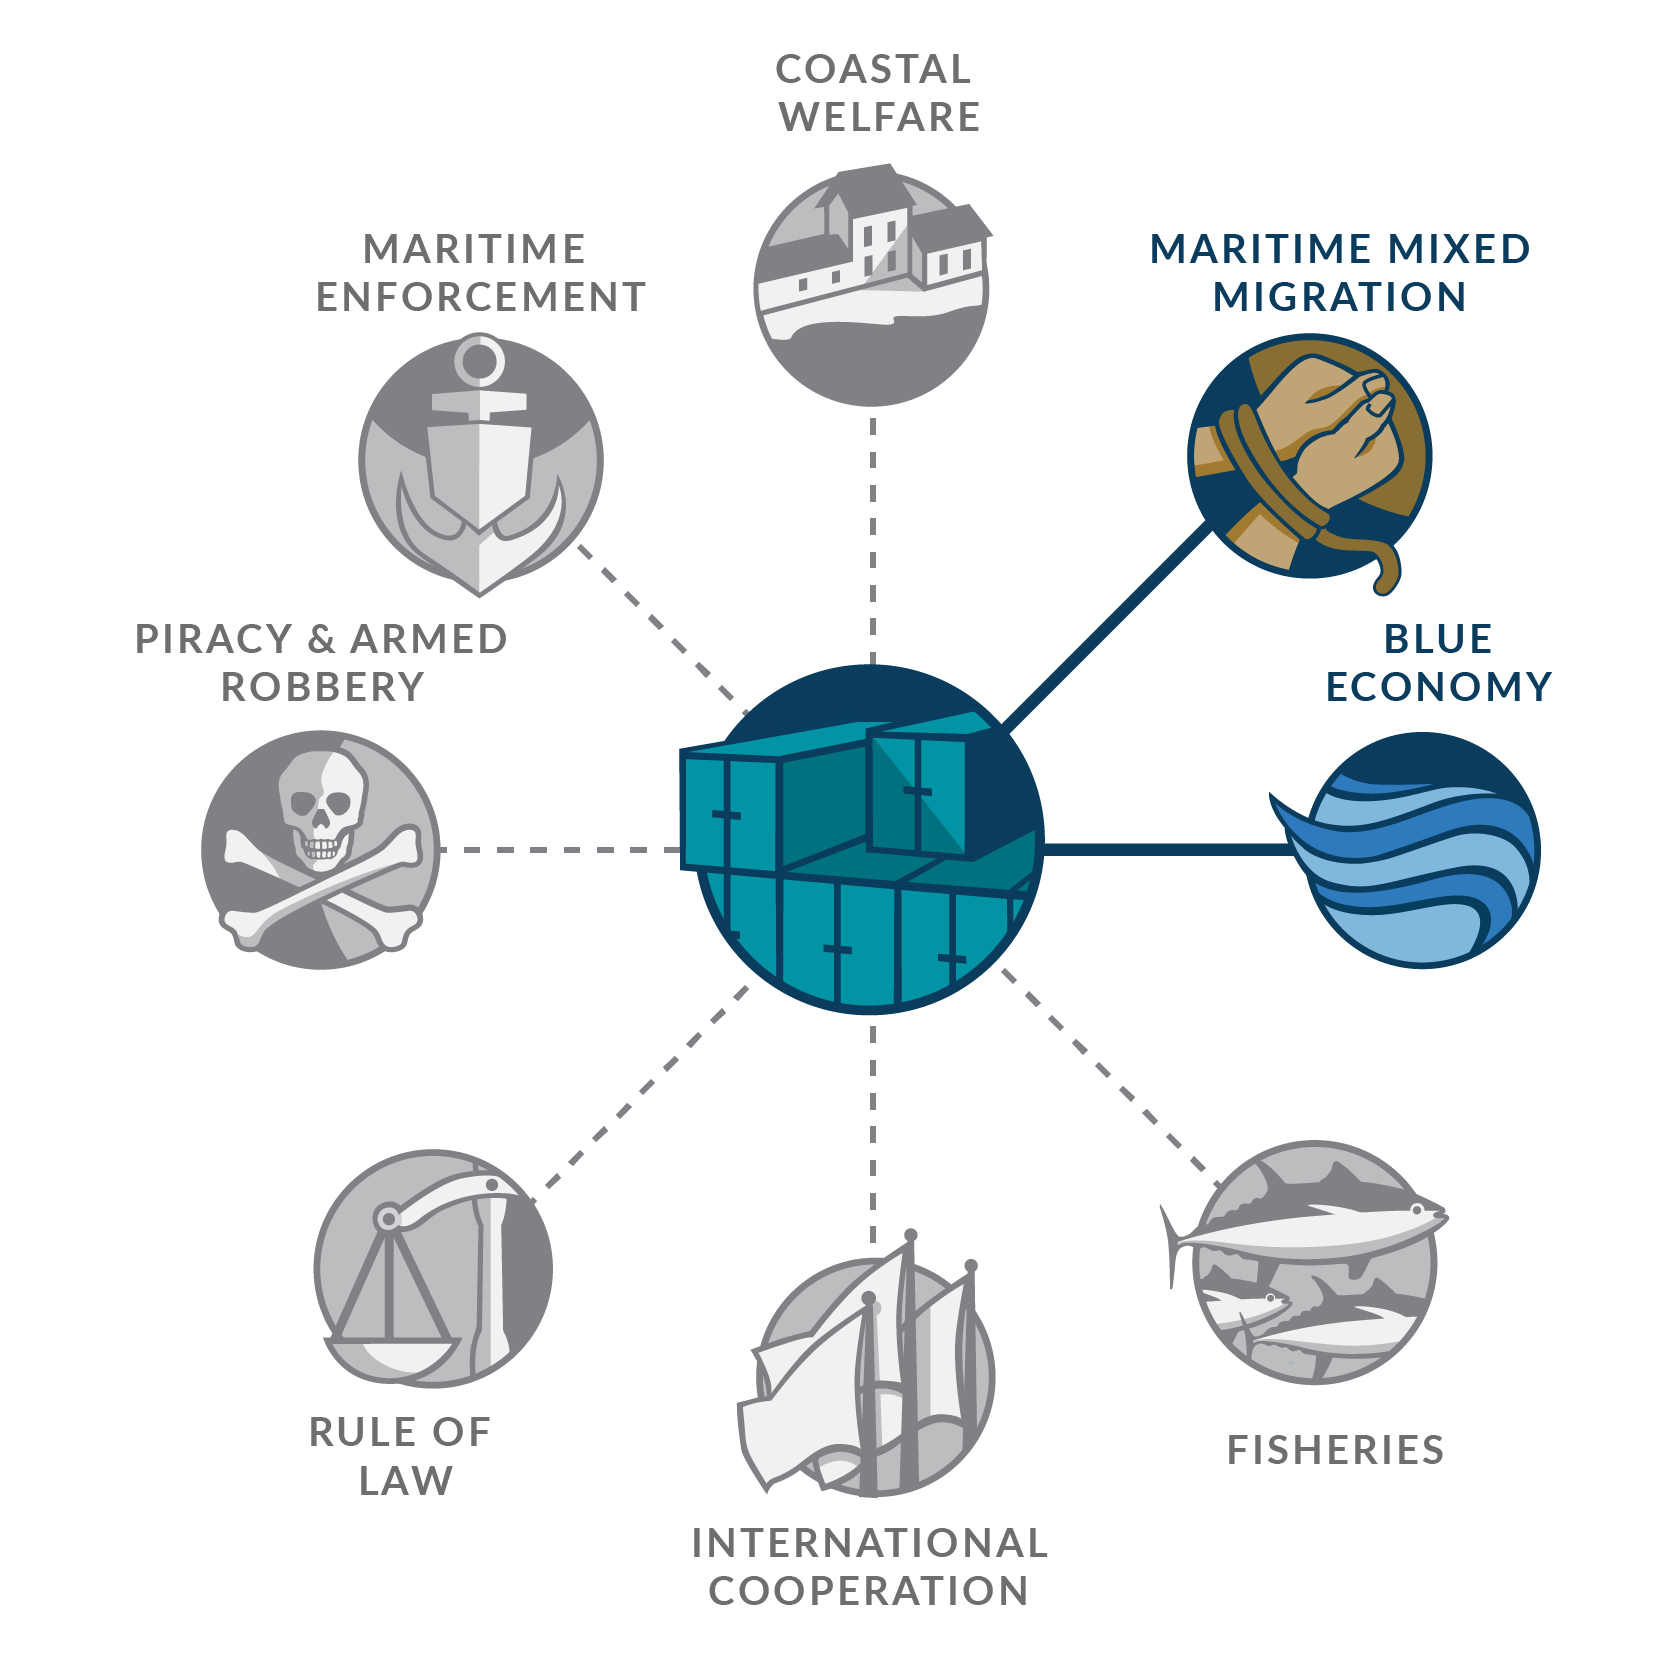 COASTAL
WELFARE
MARITIME
ENFORCEMENT
MARITIME MIXED
MIGRATION
PIRACY & ARMED
ROBBERY
BLUE
ECONOMY
RULE OF
LAW
FISHERIES
INTERNATIONAL
COOPERATION